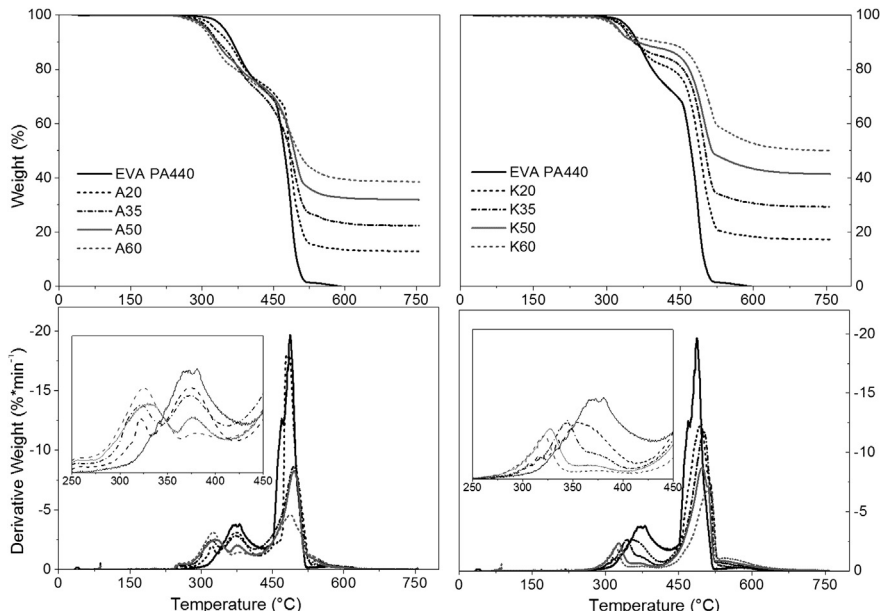 100
80
60
40
20
0
Weight (%)
EVA PA440
A20
A35
A50
A60
0 150 300 450 600 750
100
80
60
40
20
0
EVA PA440
K20
K35
K50
K60
0 150 300 450 600 750
-20
-15
-10
-5
0
Derivative Weight (%*min⁻¹)
250 300 350 400 450
0 150 300 450 600 750
Temperature (°C)
-20
-15
-10
-5
0
250 300 350 400 450
0 150 300 450 600 750
Temperature (°C)